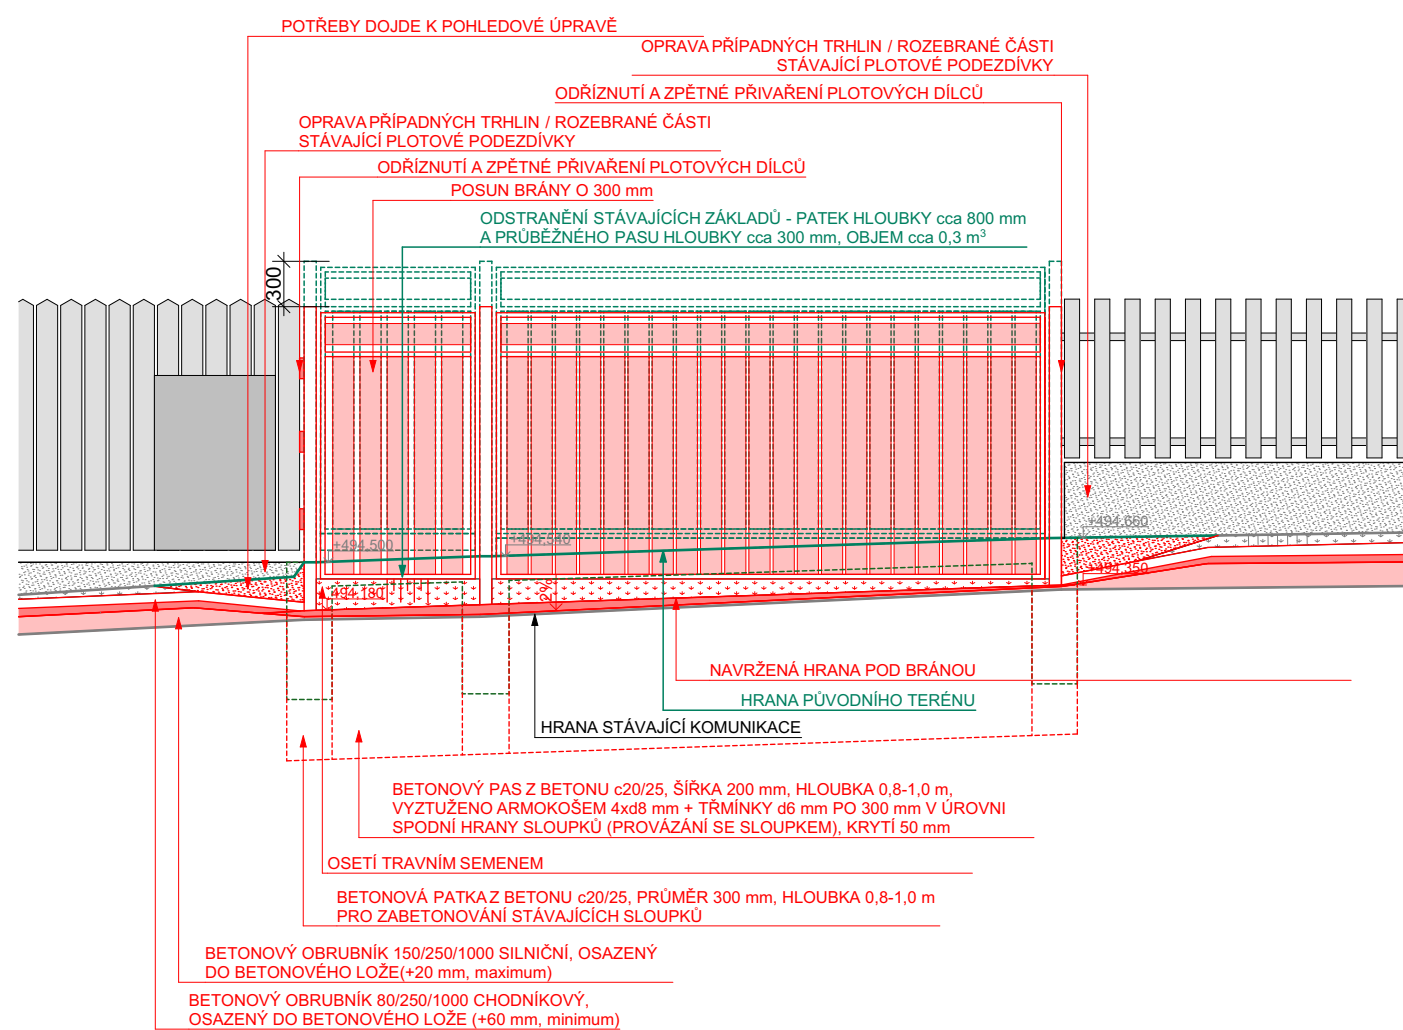 POTŘEBY DOJDE K POHLEDOVÉ ÚPRAVĚ
OPRAVA PŘÍPADNÝCH TRHLIN / ROZEBRANÉ ČÁSTI
STÁVAJÍCÍ PLOTOVÉ PODEZDÍVKY
ODŘÍZNUTÍ A ZPĚTNÉ PŘIVAŘENÍ PLOTOVÝCH DÍLCŮ
OPRAVA PŘÍPADNÝCH TRHLIN / ROZEBRANÉ ČÁSTI
STÁVAJÍCÍ PLOTOVÉ PODEZDÍVKY
ODŘÍZNUTÍ A ZPĚTNÉ PŘIVAŘENÍ PLOTOVÝCH DÍLCŮ
POSUN BRÁNY O 300 mm
ODSTRANĚNÍ STÁVAJÍCÍCH ZÁKLADŮ - PATEK HLOUBKY cca 800 mm
A PRŮBĚŽNÉHO PASU HLOUBKY cca 300 mm, OBJEM cca 0,3 m³
300
+494.660
+494.500
+494.540
+494.350
494.180
2%
NAVRŽENÁ HRANA POD BRÁNOU
HRANA PŮVODNÍHO TERÉNU
HRANA STÁVAJÍCÍ KOMUNIKACE
BETONOVÝ PAS Z BETONU c20/25, ŠÍŘKA 200 mm, HLOUBKA 0,8-1,0 m,
VYZTUŽENO ARMOKOŠEM 4xd8 mm + TŘMÍNKY d6 mm PO 300 mm V ÚROVNI
SPODNÍ HRANY SLOUPKŮ (PROVÁZÁNÍ SE SLOUPKEM), KRYTÍ 50 mm
OSETÍ TRAVNÍM SEMENEM
BETONOVÁ PATKA Z BETONU c20/25, PRŮMĚR 300 mm, HLOUBKA 0,8-1,0 m
PRO ZABETONOVÁNÍ STÁVAJÍCÍCH SLOUPKŮ
BETONOVÝ OBRUBNÍK 150/250/1000 SILNIČNÍ, OSAZENÝ
DO BETONOVÉHO LOŽE(+20 mm, maximum)
BETONOVÝ OBRUBNÍK 80/250/1000 CHODNÍKOVÝ,
OSAZENÝ DO BETONOVÉHO LOŽE (+60 mm, minimum)